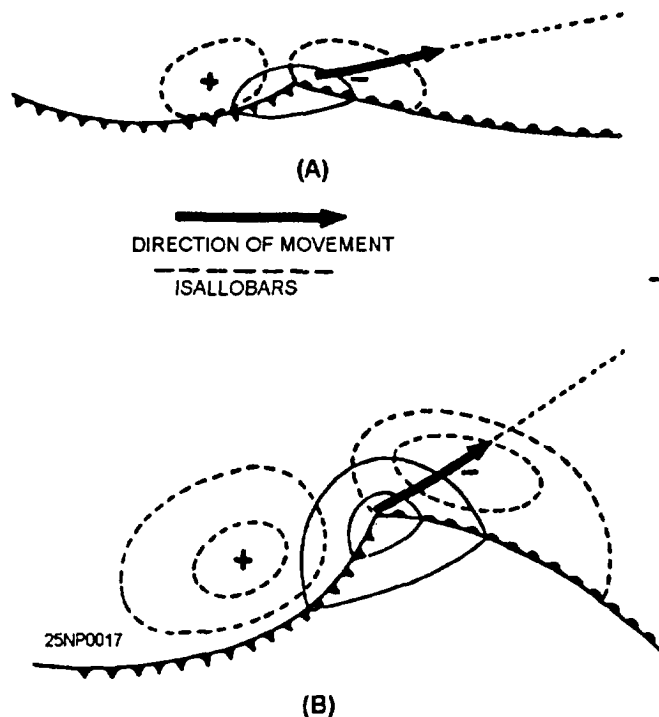 +
−
(A)
DIRECTION OF MOVEMENT
ISALLOBARS
−
+
25NP0017
(B)